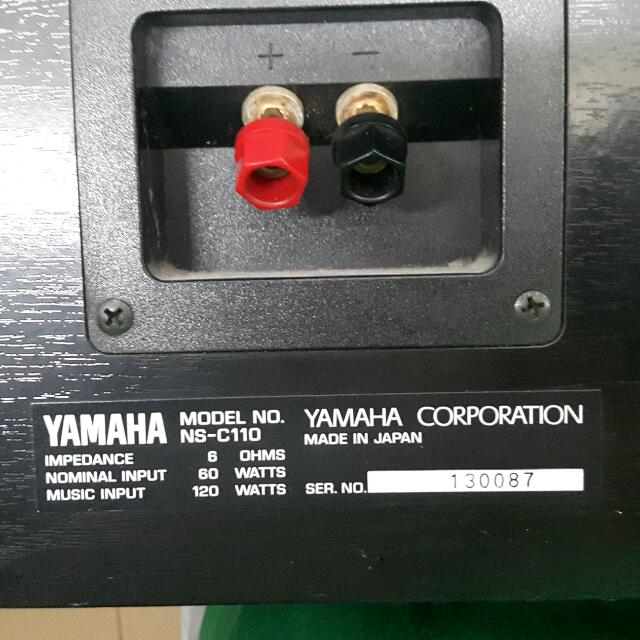 + −
YAMAHA MODEL NO. NS-C110
IMPEDANCE 6 OHMS
NOMINAL INPUT 60 WATTS
MUSIC INPUT 120 WATTS
YAMAHA CORPORATION
MADE IN JAPAN
SER. NO. 130087